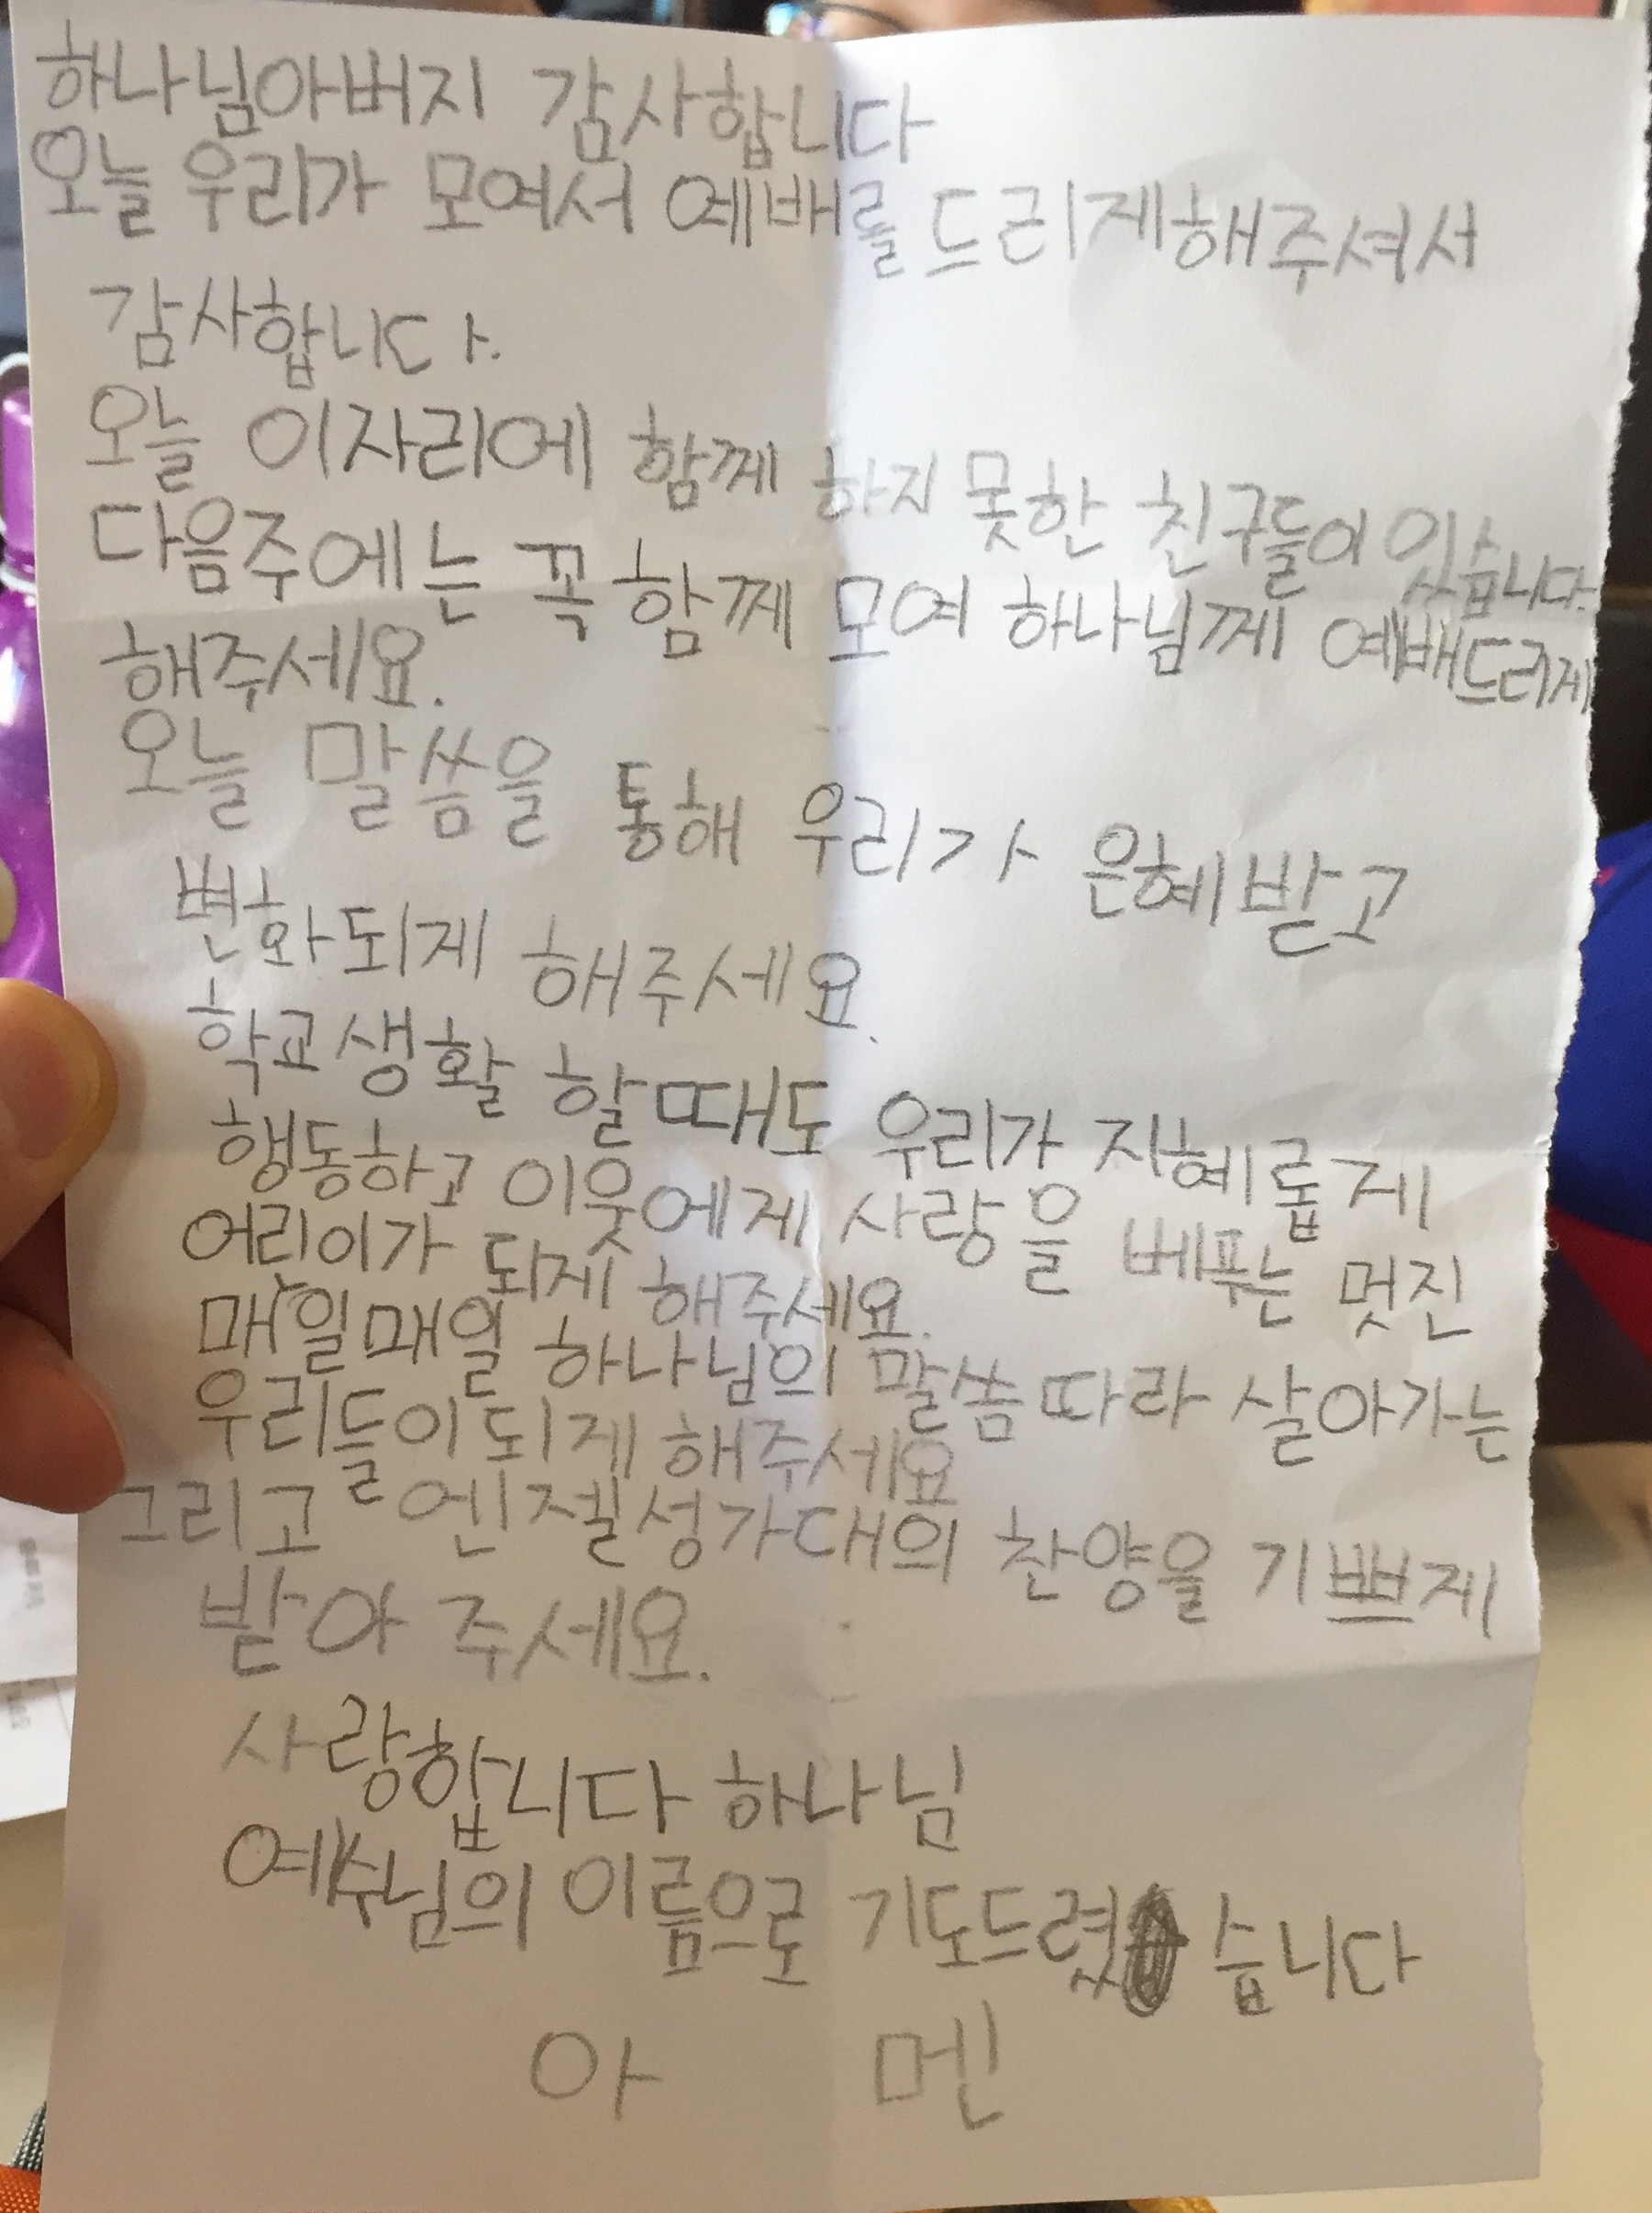 하나님아버지 감사합니다
오늘 우리가 모여서 예배를 드리게해주셔서
감사합니다.
오늘 이자리에 함께 하지 못한 친구들이 있습니다.
다음주에는 꼭 함께 모여 하나님께 예배드리게
해주세요.
오늘 말씀을 통해 우리가 은혜받고
변화되게 해주세요.
학교생활 할때도 우리가 지혜롭게
행동하고 이웃에게 사랑을 베푸는 멋진
어린이가 되게 해주세요.
매일매일 하나님의 말씀따라 살아가는
우리들이되게 해주세요
그리고 엔젤성가대의 찬양을 기쁘게
받아 주세요.
사랑합니다 하나님
예수님의 이름으로 기도드렸습니다
아 멘